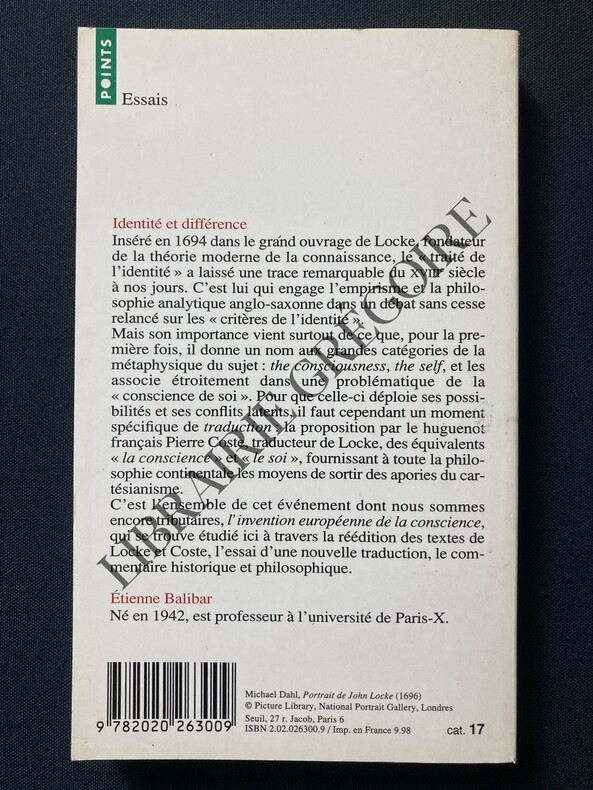 POINTS
Essais
Identité et différence
Inséré en 1694 dans le grand ouvrage de Locke, fondateur
de la théorie moderne de la connaissance, le « traité de
l'identité » a laissé une trace remarquable du XVIIIe siècle
à nos jours. C'est lui qui engage l'empirisme et la phi-
losophie analytique anglo-saxonne dans un débat sans cesse
relancé sur les « critères de l'identité ».
Mais son importance vient surtout de ce que, pour la pre-
mière fois, il donne un nom aux grandes catégories de la
métaphysique du sujet : the consciousness, the self, et les
associe étroitement dans une problématique de la
« conscience de soi ». Pour que celle-ci déploie ses possi-
bilités et ses conflits latents, il faut cependant un moment
spécifique de traduction : la proposition par le huguenot
français Pierre Coste, traducteur de Locke, des équivalents
« la conscience » et « le soi », fournissant à toute la philo-
sophie continentale les moyens de sortir des apories du car-
tésianisme.
C'est l'ensemble de cet événement dont nous sommes
encore tributaires, l'invention européenne de la conscience,
qui se trouve étudié ici à travers la réédition des textes de
Locke et Coste, l'essai d'une nouvelle traduction, le com-
mentaire historique et philosophique.
Étienne Balibar
Né en 1942, est professeur à l'université de Paris-X.
Michael Dahl, Portrait de John Locke (1696)
© Picture Library, National Portrait Gallery, Londres
Seuil, 27 r. Jacob, Paris 6
ISBN 2.02.026300.9 / Imp. en France 9.98
cat. 17
9 782020 263009
LIBRAIRIE GREGOIRE